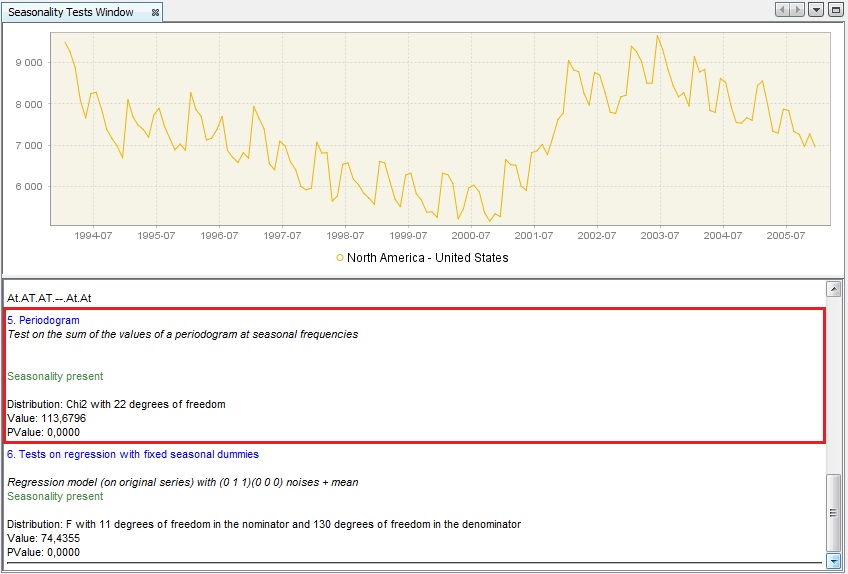 Seasonality Tests Window
9 000
8 000
7 000
6 000
1994-07 1995-07 1996-07 1997-07 1998-07 1999-07 2000-07 2001-07 2002-07 2003-07 2004-07 2005-07
North America - United States
At.AT.AT.--.At.At
5. Periodogram
Test on the sum of the values of a periodogram at seasonal frequencies
Seasonality present
Distribution: Chi2 with 22 degrees of freedom
Value: 113,6796
PValue: 0,0000
6. Tests on regression with fixed seasonal dummies
Regression model (on original series) with (0 1 1)(0 0 0) noises + mean
Seasonality present
Distribution: F with 11 degrees of freedom in the nominator and 130 degrees of freedom in the denominator
Value: 74,4355
PValue: 0,0000